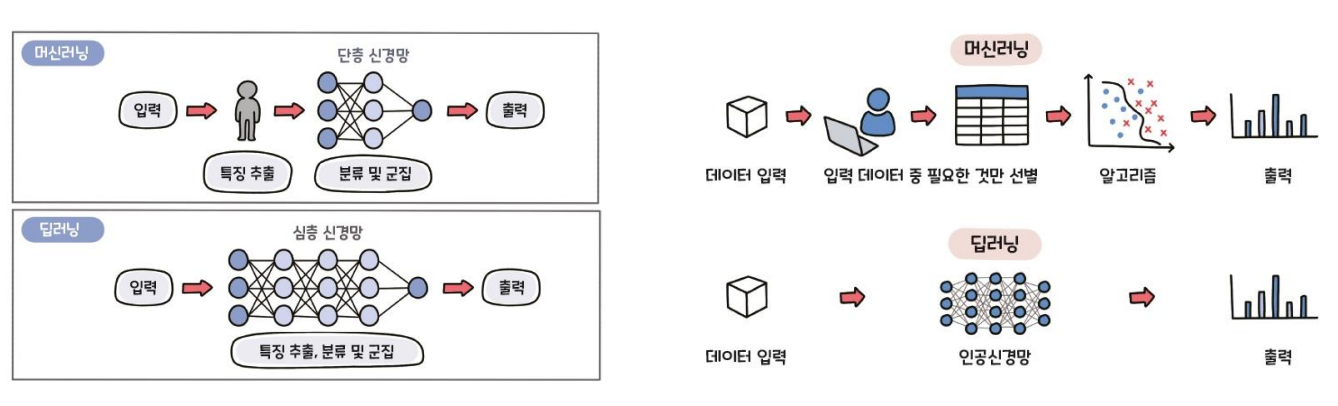 머신러닝
단층 신경망
입력
출력
특징 추출
분류 및 군집
딥러닝
심층 신경망
입력
출력
특징 추출, 분류 및 군집
머신러닝
데이터 입력
입력 데이터 중 필요한 것만 선별
알고리즘
출력
딥러닝
데이터 입력
인공신경망
출력